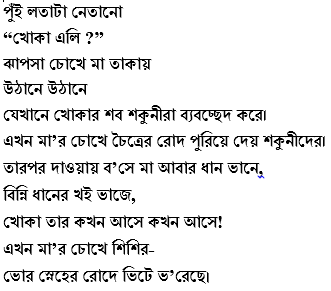 পুঁই লতাটা নেতানো
“খোকা এলি ?”
ঝাপসা চোখে মা তাকায়
উঠানে উঠানে
যেখানে খোকার শব শকুনীরা ব্যবচ্ছেদ করে।
এখন মা’র চোখে চৈত্রের রোদ পুরিয়ে দেয় শকুনীদের।
তারপর দাওয়ায় ব’সে মা আবার ধান ভানে,
বিন্নি ধানের খই ভাজে,
খোকা তার কখন আসে কখন আসে!
এখন মা’র চোখে শিশির-
ভোর স্নেহের রোদে ভিটে ভ’রেছে।